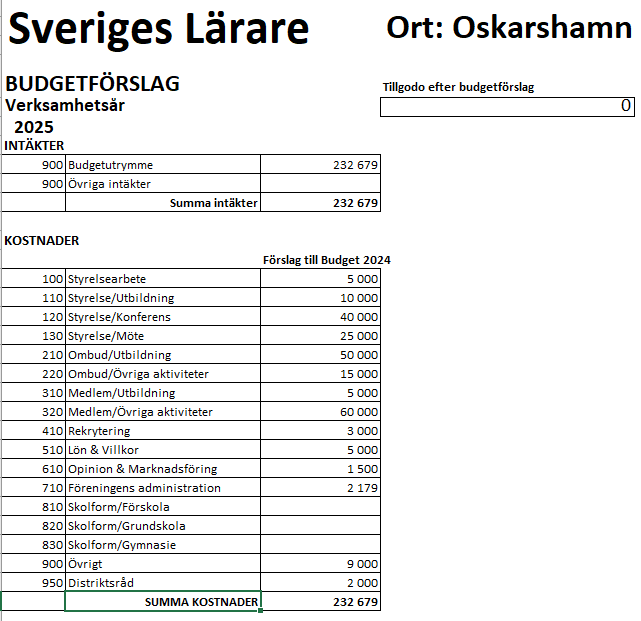 Sveriges Lärare Ort: Oskarshamn
BUDGETFÖRSLAG
Tillgodo efter budgetförslag
Verksamhetsår 0
2025
INTÄKTER
900 Budgetutrymme 232 679
900 Övriga intäkter
Summa intäkter 232 679
KOSTNADER
Förslag till Budget 2024
100 Styrelsearbete 5 000
110 Styrelse/Utbildning 10 000
120 Styrelse/Konferens 40 000
130 Styrelse/Möte 25 000
210 Ombud/Utbildning 50 000
220 Ombud/Övriga aktiviteter 15 000
310 Medlem/Utbildning 5 000
320 Medlem/Övriga aktiviteter 60 000
410 Rekrytering 3 000
510 Lön & Villkor 5 000
610 Opinion & Marknadsföring 1 500
710 Föreningens administration 2 179
810 Skolform/Förskola
820 Skolform/Grundskola
830 Skolform/Gymnasie
900 Övrigt 9 000
950 Distriktsråd 2 000
SUMMA KOSTNADER 232 679